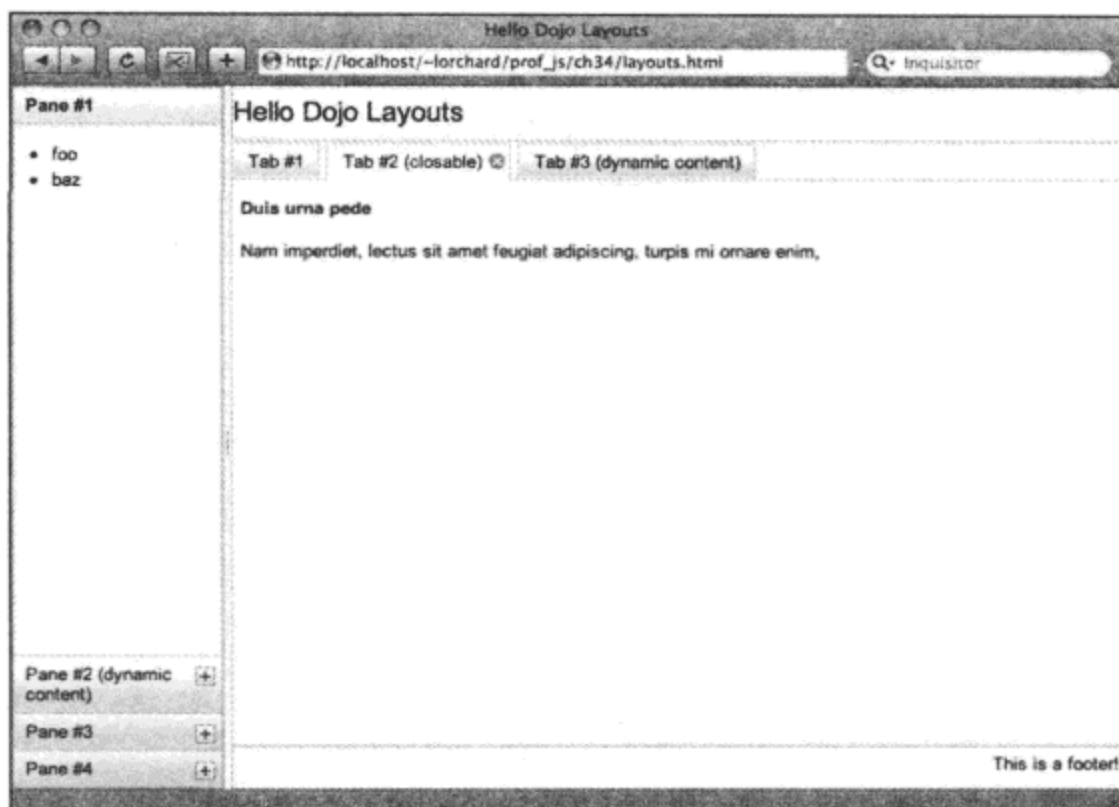 Hello Dojo Layouts
http://localhost/~lorchard/prof_js/ch34/layouts.html
Inquisitor
Pane #1
foo
baz
Pane #2 (dynamic
content)
Pane #3
Pane #4
Hello Dojo Layouts
Tab #1 Tab #2 (closable) Tab #3 (dynamic content)
Duis urna pede
Nam imperdiet, lectus sit amet feugiat adipiscing, turpis mi ornare enim,
This is a footer!